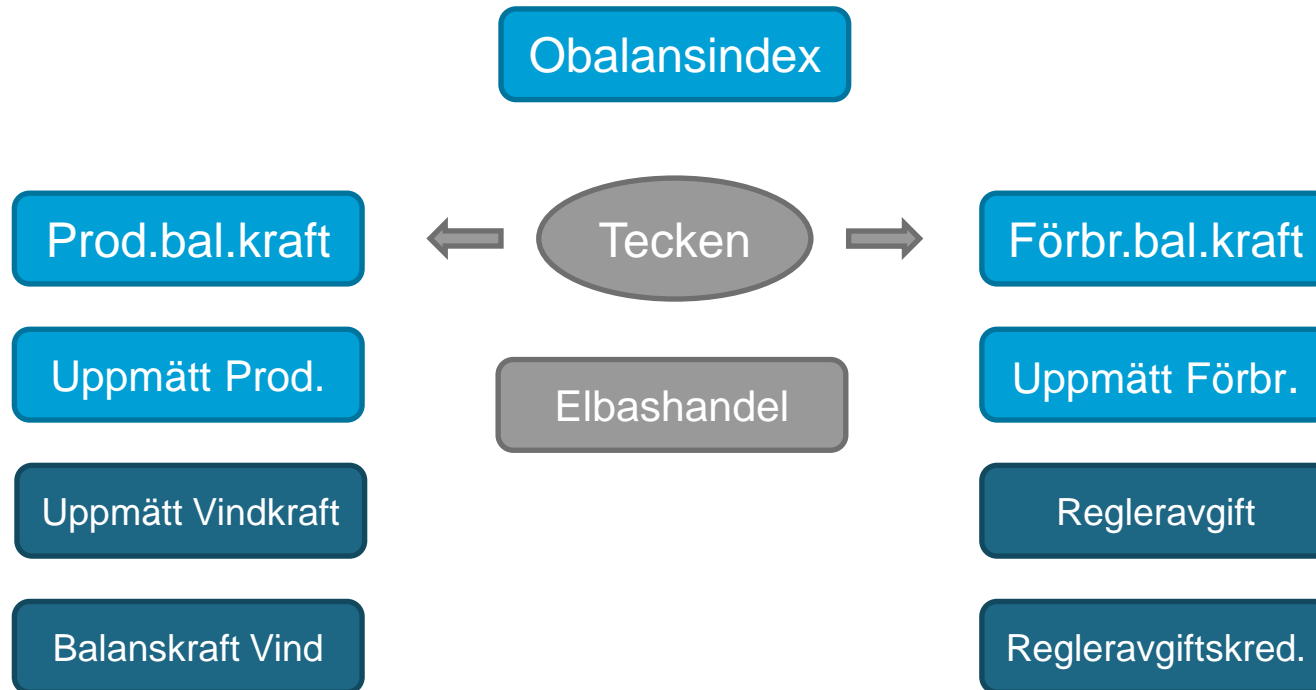 Obalansindex
Prod.bal.kraft
Tecken
Förbr.bal.kraft
Uppmätt Prod.
Elbashandel
Uppmätt Förbr.
Uppmätt Vindkraft
Regleravgift
Balanskraft Vind
Regleravgiftskred.